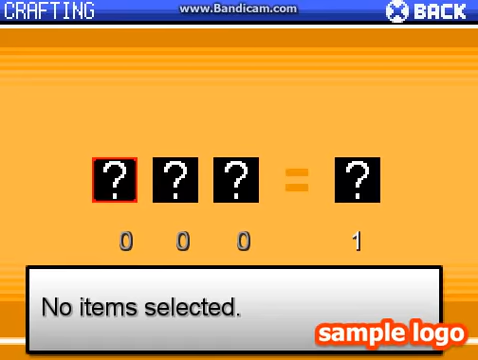 CRAFTING
www.Bandicam.com
BACK
? ? ? = ?
0 0 0 1
No items selected.
sample logo